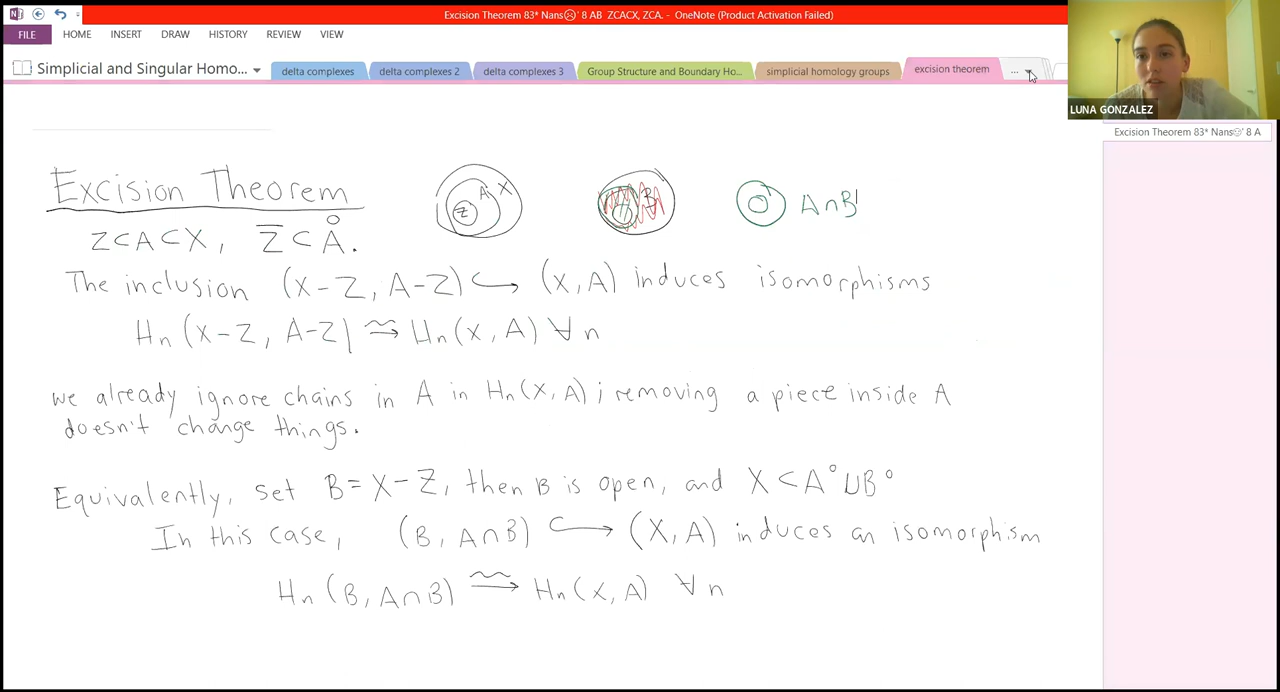 Excision Theorem 83* Nans☹' 8 AB ZCACX, ZCA. - OneNote (Product Activation Failed)
FILE HOME INSERT DRAW HISTORY REVIEW VIEW
Simplicial and Singular Homo... delta complexes delta complexes 2 delta complexes 3 Group Structure and Boundary Ho... simplicial homology groups excision theorem ...
LUNA GONZALEZ
Excision Theorem 83* Nans☹' 8 A
Excision Theorem
Z A X
B
A∩B
Z⊂A⊂X, Z̅ ⊂ Å.
The inclusion (X-Z, A-Z) ↪ (X,A) induces isomorphisms
Hn(X-Z, A-Z) ⥲ Hn(X,A) ∀n
we already ignore chains in A in Hn(X,A); removing a piece inside A
doesn't change things.
Equivalently, set B=X-Z, then B is open, and X⊂A°∪B°
In this case, (B, A∩B) ↪ (X,A) induces an isomorphism
Hn(B, A∩B) ⥲ Hn(X,A) ∀n